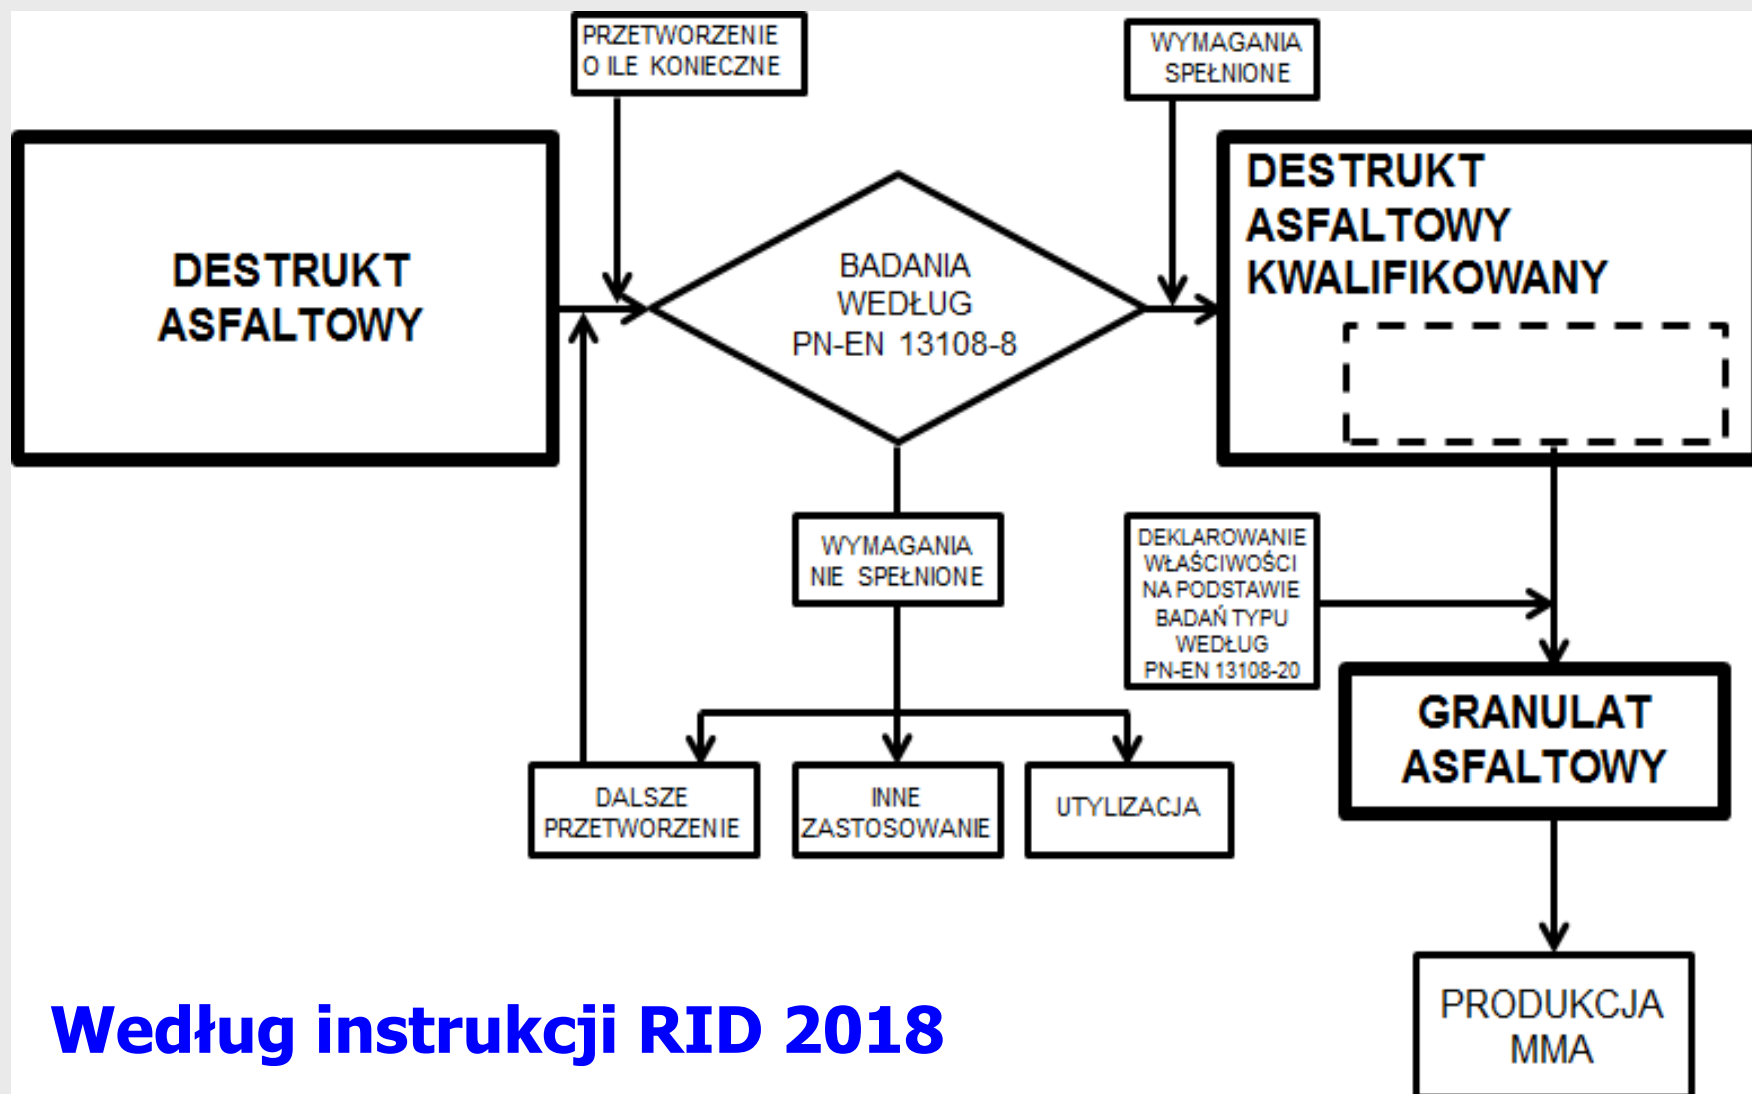 PRZETWORZENIE
O ILE KONIECZNE
WYMAGANIA
SPEŁNIONE
DESTRUKT
ASFALTOWY
BADANIA
WEDŁUG
PN-EN 13108-8
DESTRUKT
ASFALTOWY
KWALIFIKOWANY
WYMAGANIA
NIE SPEŁNIONE
DEKLAROWANIE
WŁAŚCIWOŚCI
NA PODSTAWIE
BADAŃ TYPU
WEDŁUG
PN-EN 13108-20
GRANULAT
ASFALTOWY
DALSZE
PRZETWORZENIE
INNE
ZASTOSOWANIE
UTYLIZACJA
PRODUKCJA
MMA
Według instrukcji RID 2018